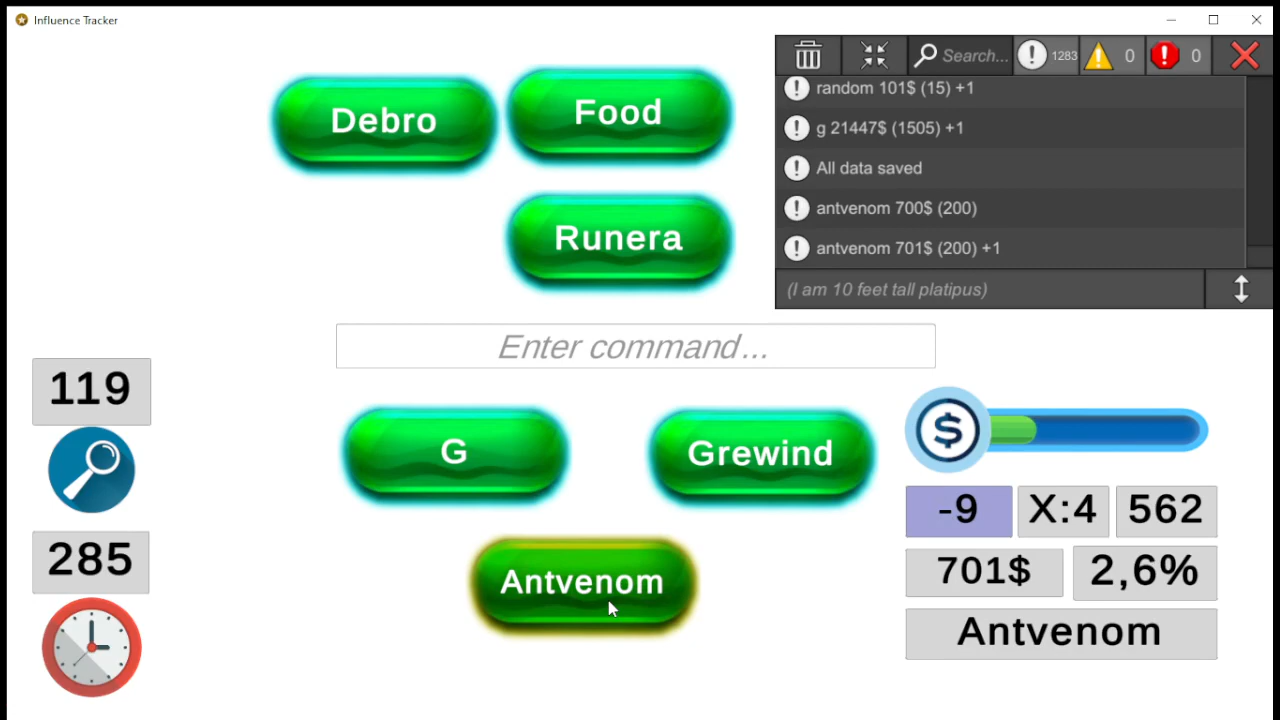 Influence Tracker
Search...
1283
0
0
random 101$ (15) +1
g 21447$ (1505) +1
All data saved
antvenom 700$ (200)
antvenom 701$ (200) +1
(I am 10 feet tall platipus)
Debro
Food
Runera
Enter command...
119
285
G
Grewind
Antvenom
$
-9
X:4
562
701$
2,6%
Antvenom